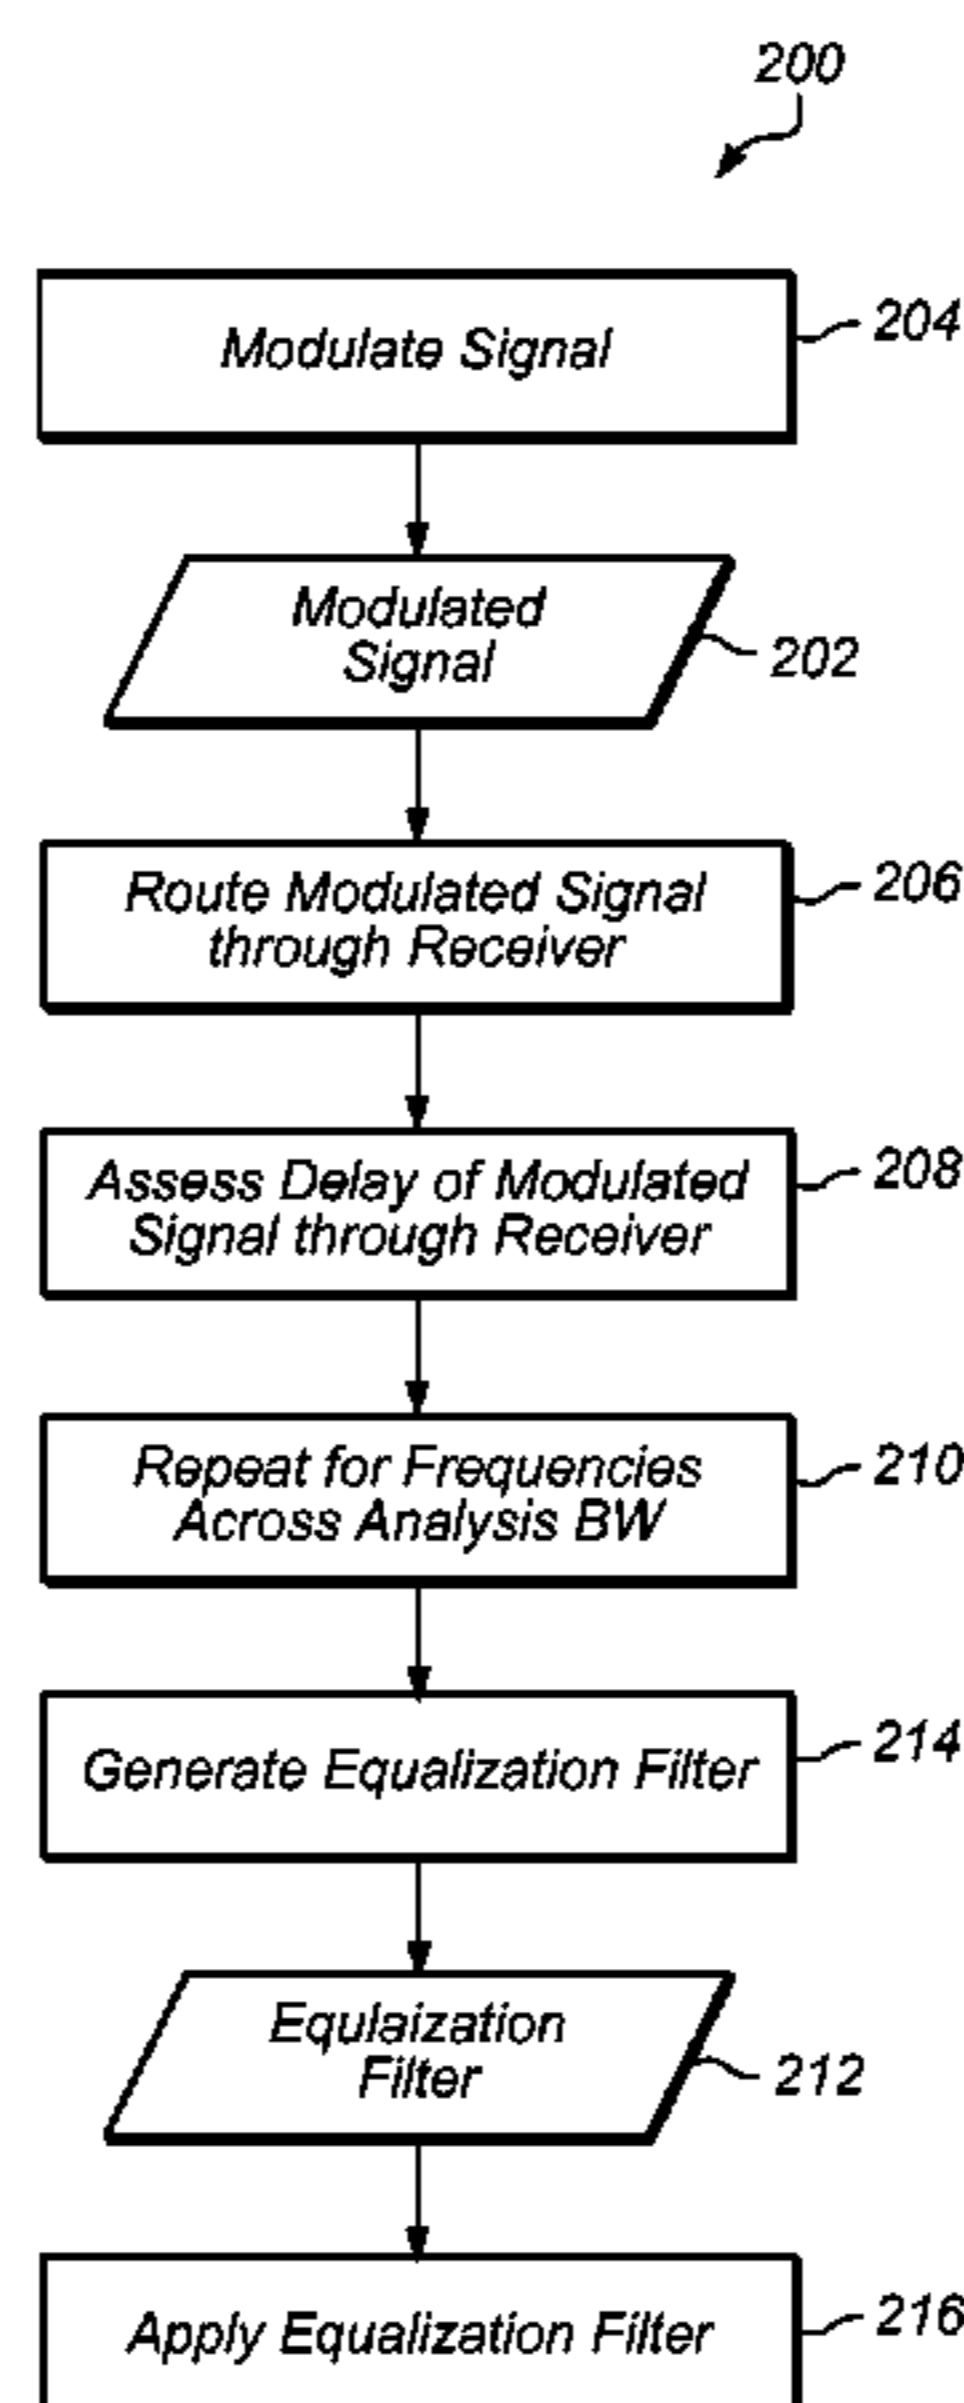 200
Modulate Signal
204
Modulated
Signal
202
Route Modulated Signal
through Receiver
206
Assess Delay of Modulated
Signal through Receiver
208
Repeat for Frequencies
Across Analysis BW
210
Generate Equalization Filter
214
Equlaization
Filter
212
Apply Equalization Filter
216